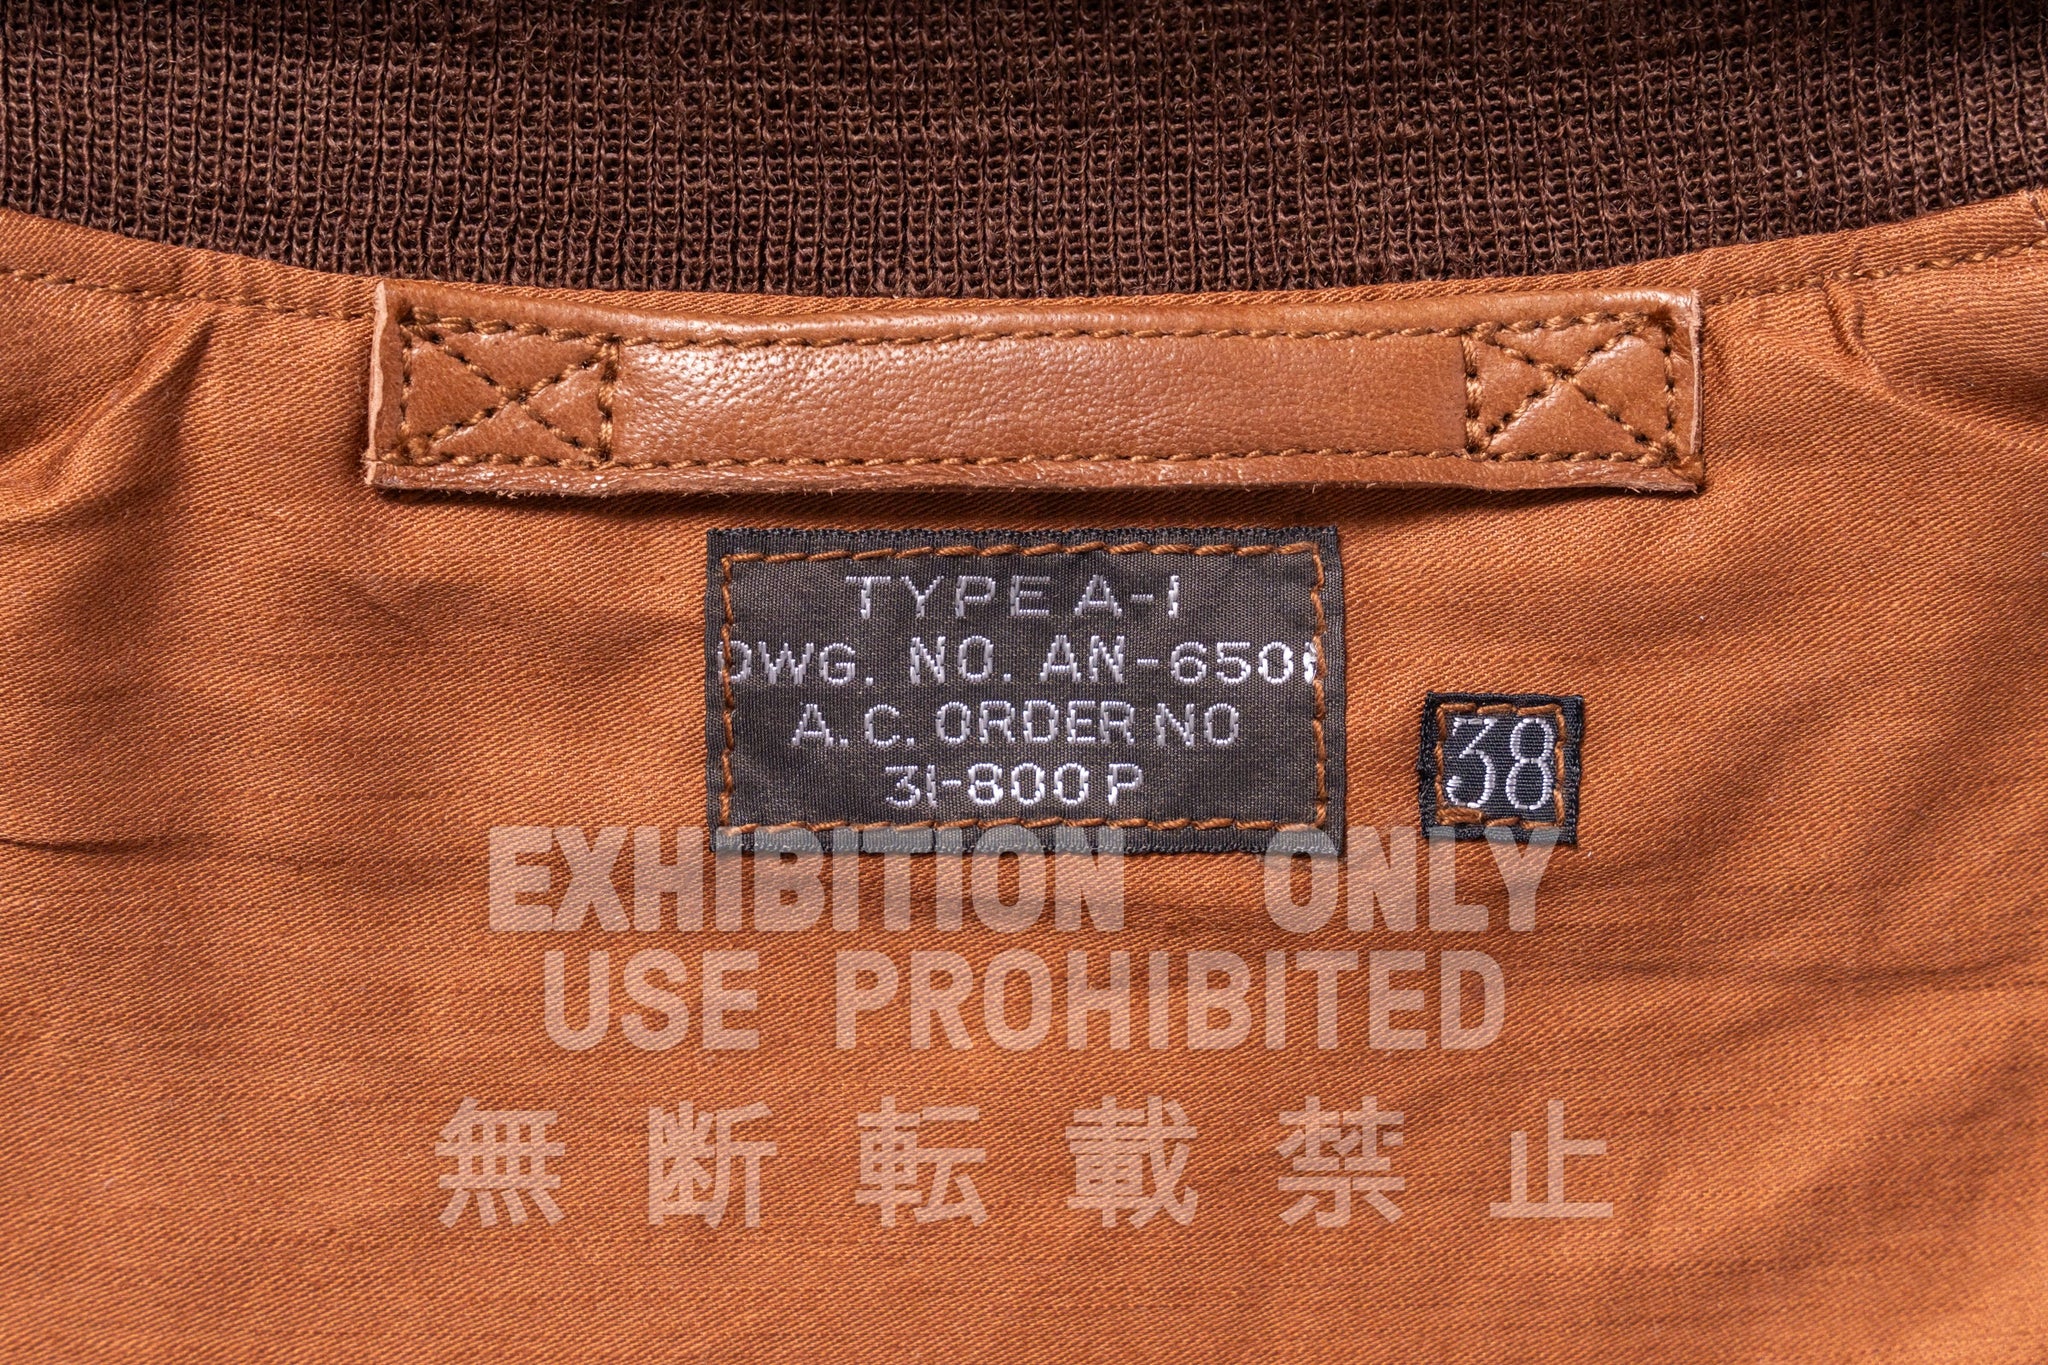 TYPE A-1
DWG. NO. AN-6501
A.C. ORDER NO
31-800P
38
EXHIBITION ONLY
USE PROHIBITED
無断転載禁止